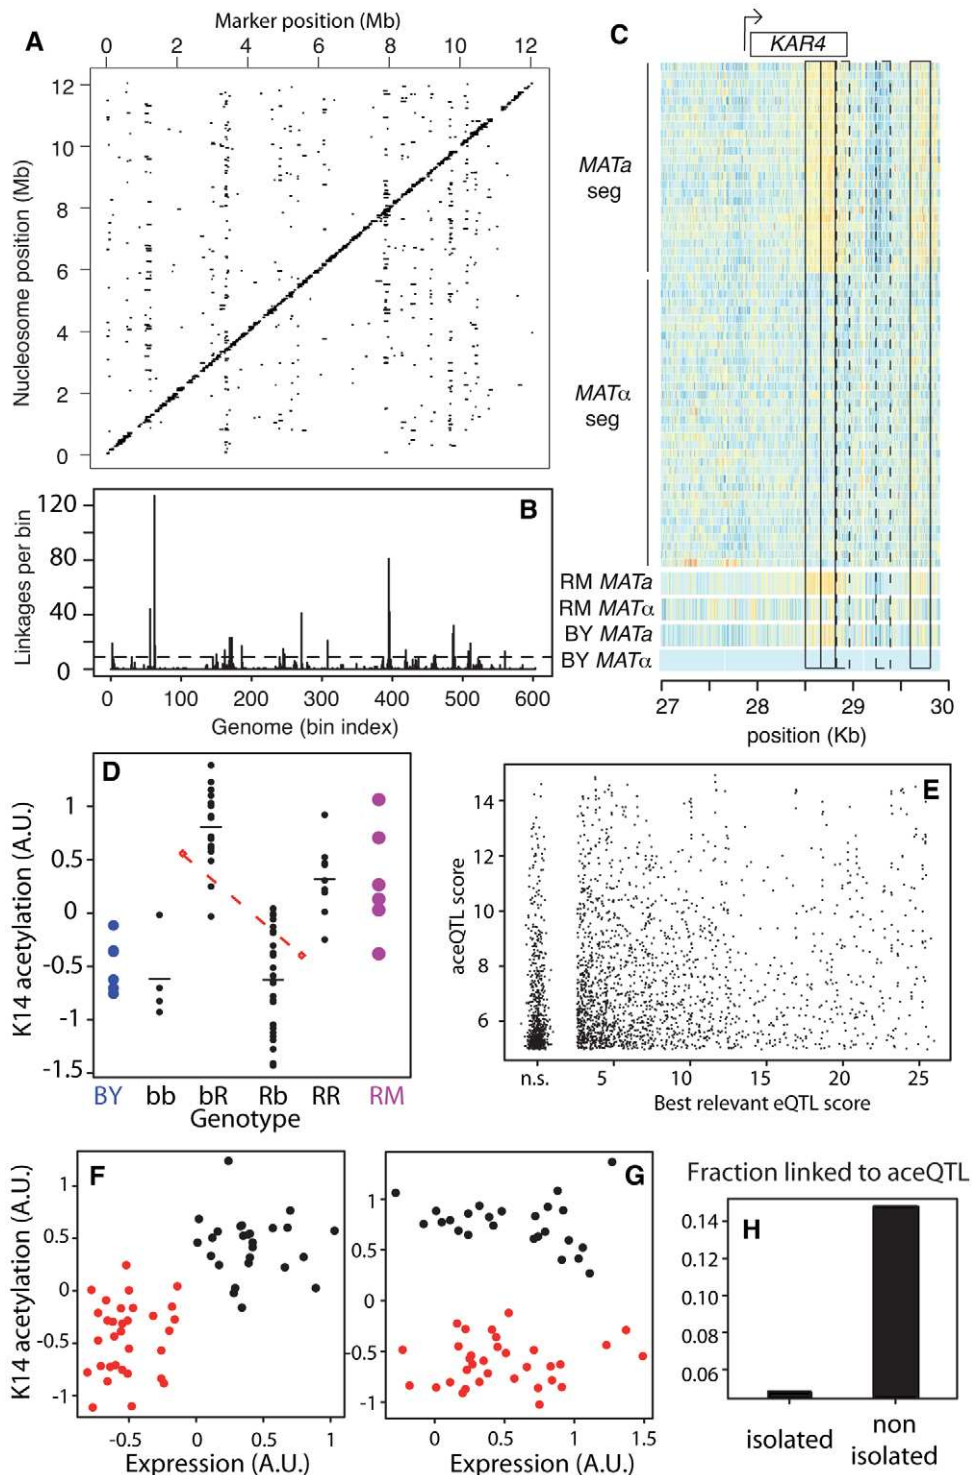 A
Marker position (Mb)
0 2 4 6 8 10 12
Nucleosome position (Mb)
12
10
8
6
4
2
0
B
Linkages per bin
120
80
40
0
0 100 200 300 400 500 600
Genome (bin index)
C
KAR4
MATa
seg
MATα
seg
RM MATa
RM MATα
BY MATa
BY MATα
27 28 29 30
position (Kb)
D
K14 acetylation (A.U.)
1
0.5
0
-0.5
-1
-1.5
BY bb bR Rb RR RM
Genotype
E
aceQTL score
14
12
10
8
6
n.s. 5 10 15 20 25
Best relevant eQTL score
F
K14 acetylation (A.U.)
1
0.5
0
-0.5
-1
-0.5 0 0.5 1
Expression (A.U.)
G
1
0.5
0
-0.5
-1
0 0.5 1 1.5
Expression (A.U.)
Fraction linked to aceQTL
H
0.14
0.12
0.10
0.08
0.06
isolated
non
isolated